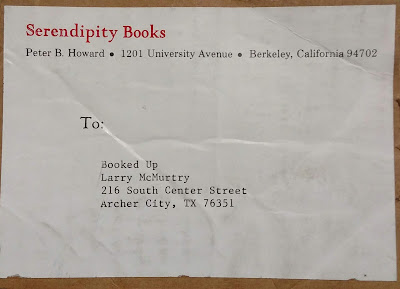 Serendipity Books
Peter B. Howard • 1201 University Avenue • Berkeley, California 94702
To:
Booked Up
Larry McMurtry
216 South Center Street
Archer City, TX 76351